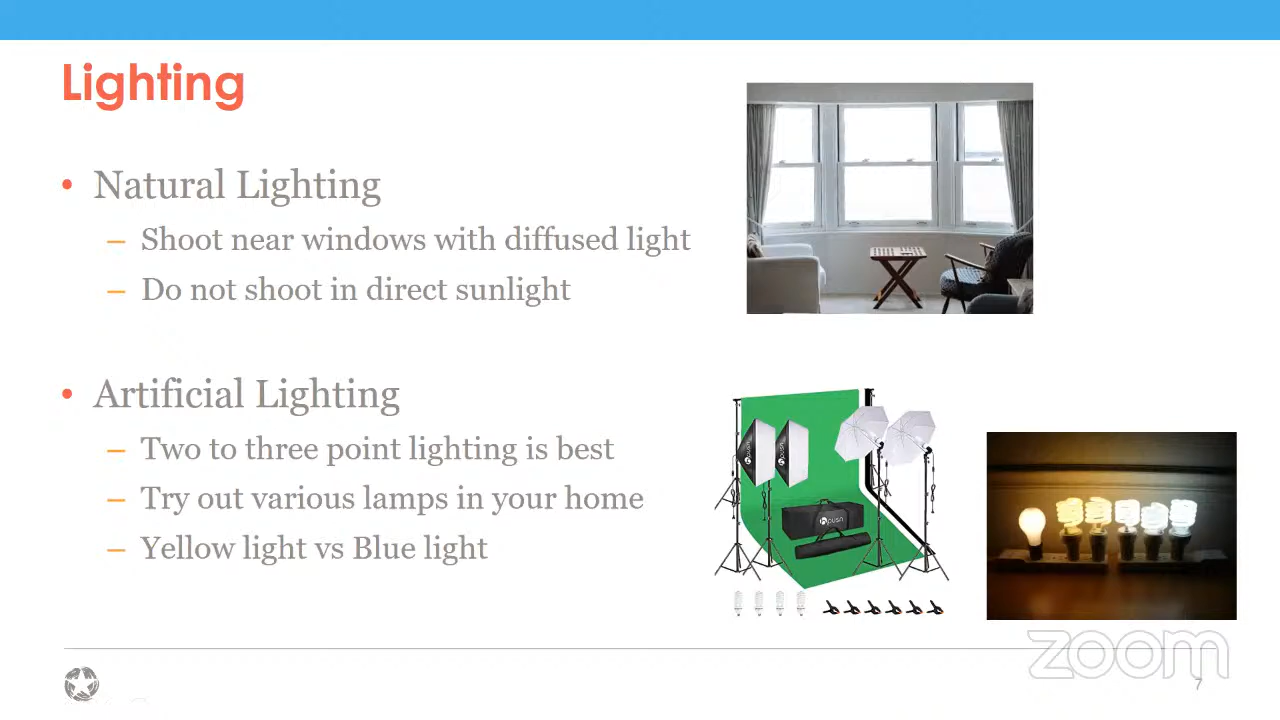 Lighting
• Natural Lighting
– Shoot near windows with diffused light
– Do not shoot in direct sunlight
• Artificial Lighting
– Two to three point lighting is best
– Try out various lamps in your home
– Yellow light vs Blue light
zoom
7